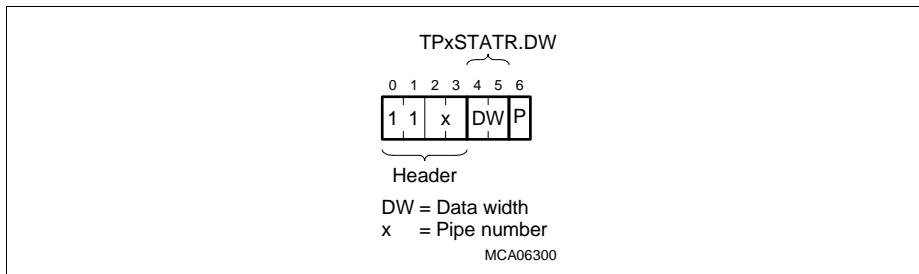 TPxSTATR.DW
0 1 2 3 4 5 6
1 1 x DW P
Header
DW = Data width
x = Pipe number
MCA06300